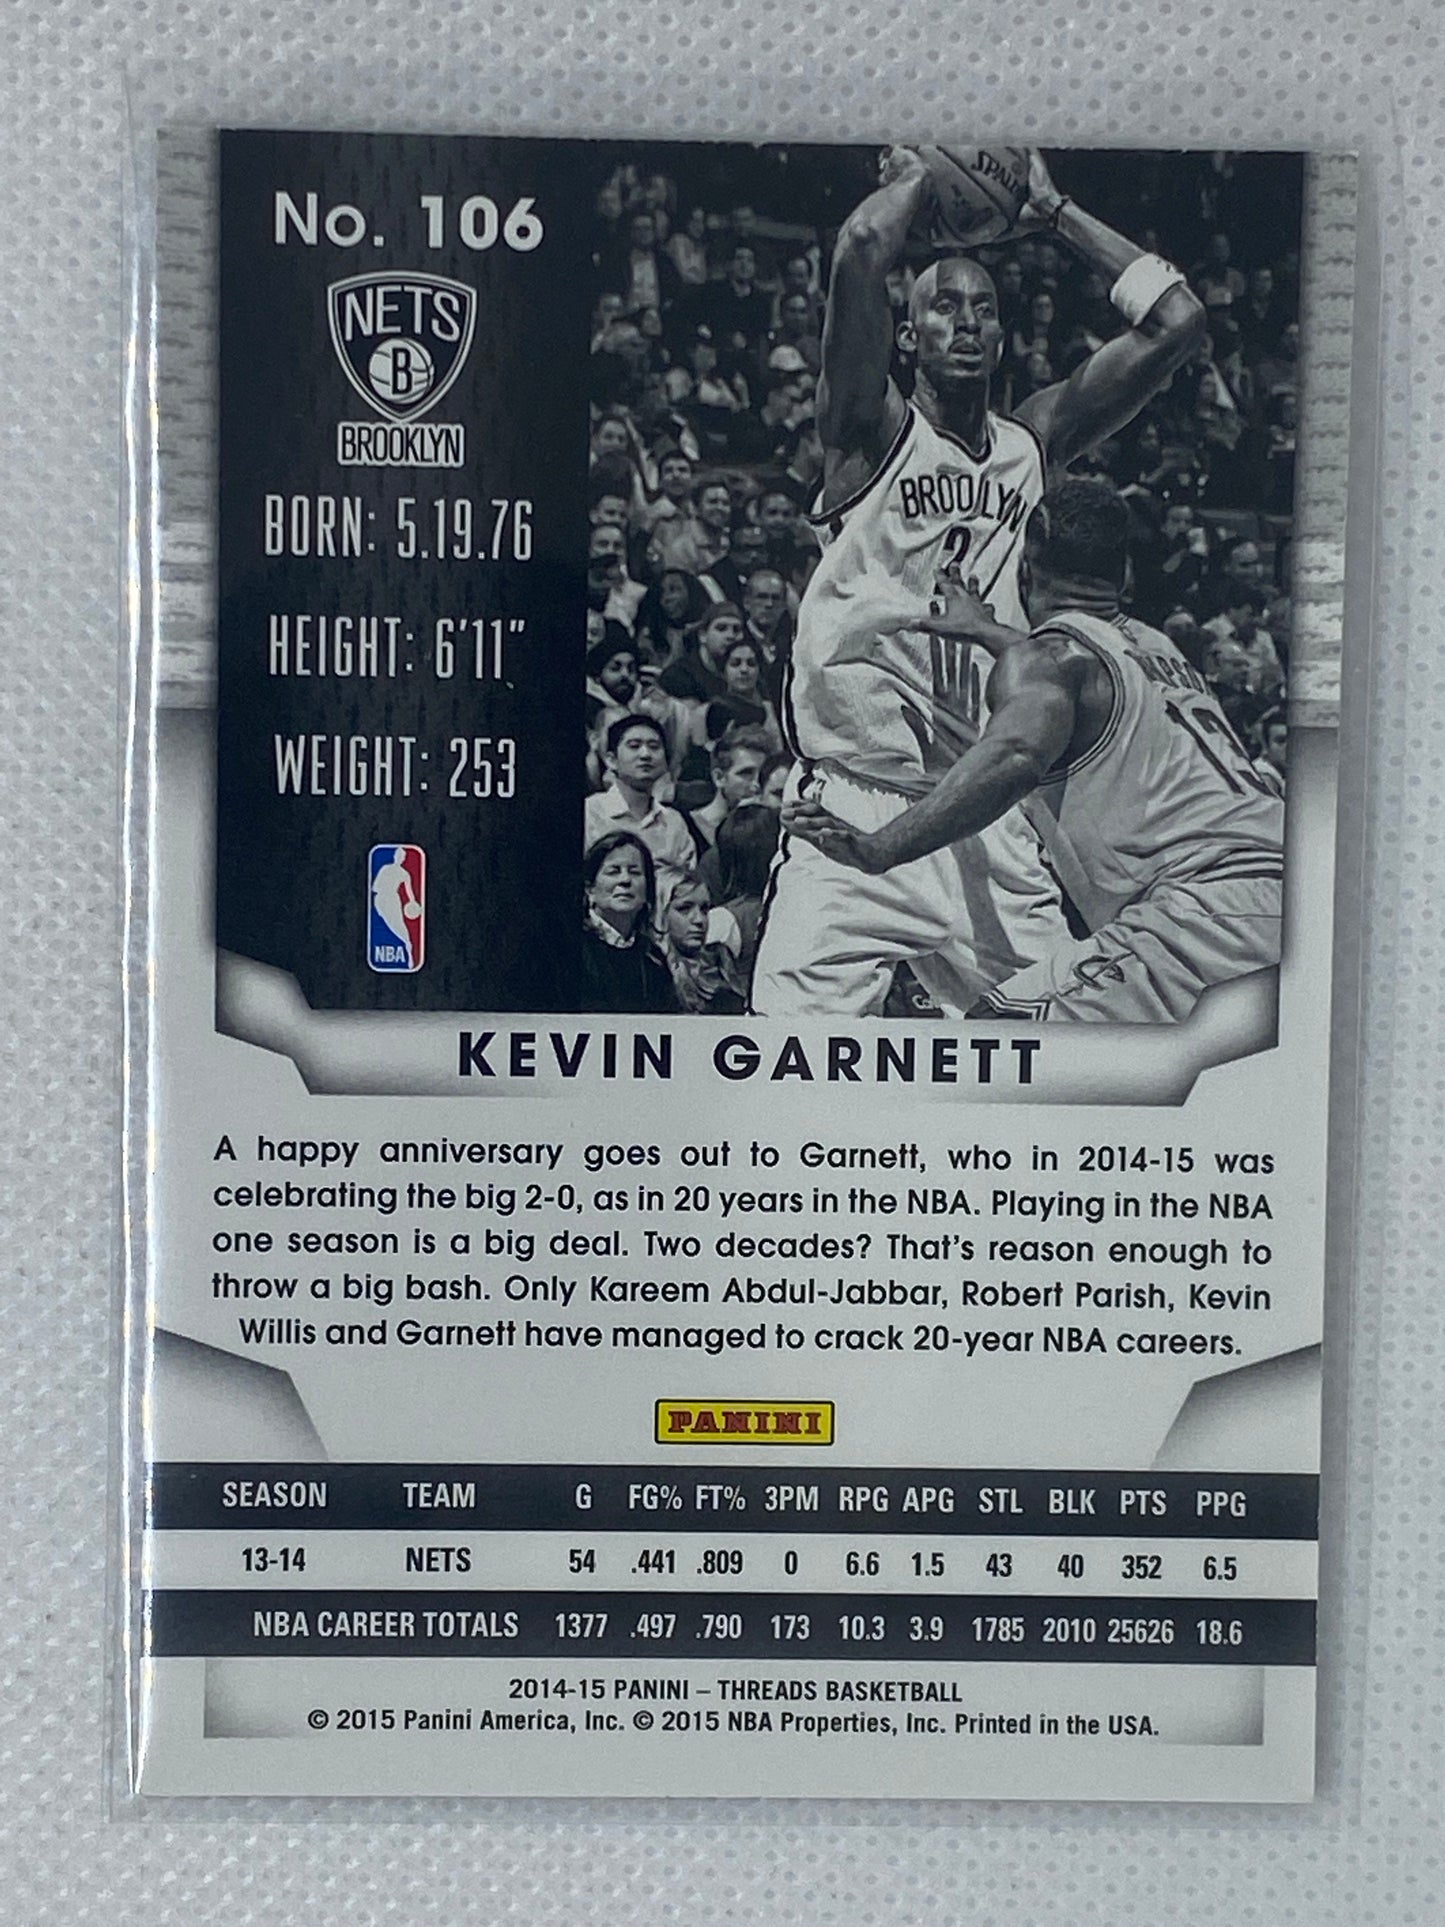 No. 106
NETS
B
BROOKLYN
BORN: 5.19.76
HEIGHT: 6'11"
WEIGHT: 253
NBA
SPAL
BROOKLYN
2
13
KEVIN GARNETT
A happy anniversary goes out to Garnett, who in 2014-15 was
celebrating the big 2-0, as in 20 years in the NBA. Playing in the NBA
one season is a big deal. Two decades? That's reason enough to
throw a big bash. Only Kareem Abdul-Jabbar, Robert Parish, Kevin
Willis and Garnett have managed to crack 20-year NBA careers.
PANINI
SEASON TEAM G FG% FT% 3PM RPG APG STL BLK PTS PPG
13-14 NETS 54 .441 .809 0 6.6 1.5 43 40 352 6.5
NBA CAREER TOTALS 1377 .497 .790 173 10.3 3.9 1785 2010 25626 18.6
2014-15 PANINI – THREADS BASKETBALL
© 2015 Panini America, Inc. © 2015 NBA Properties, Inc. Printed in the USA.